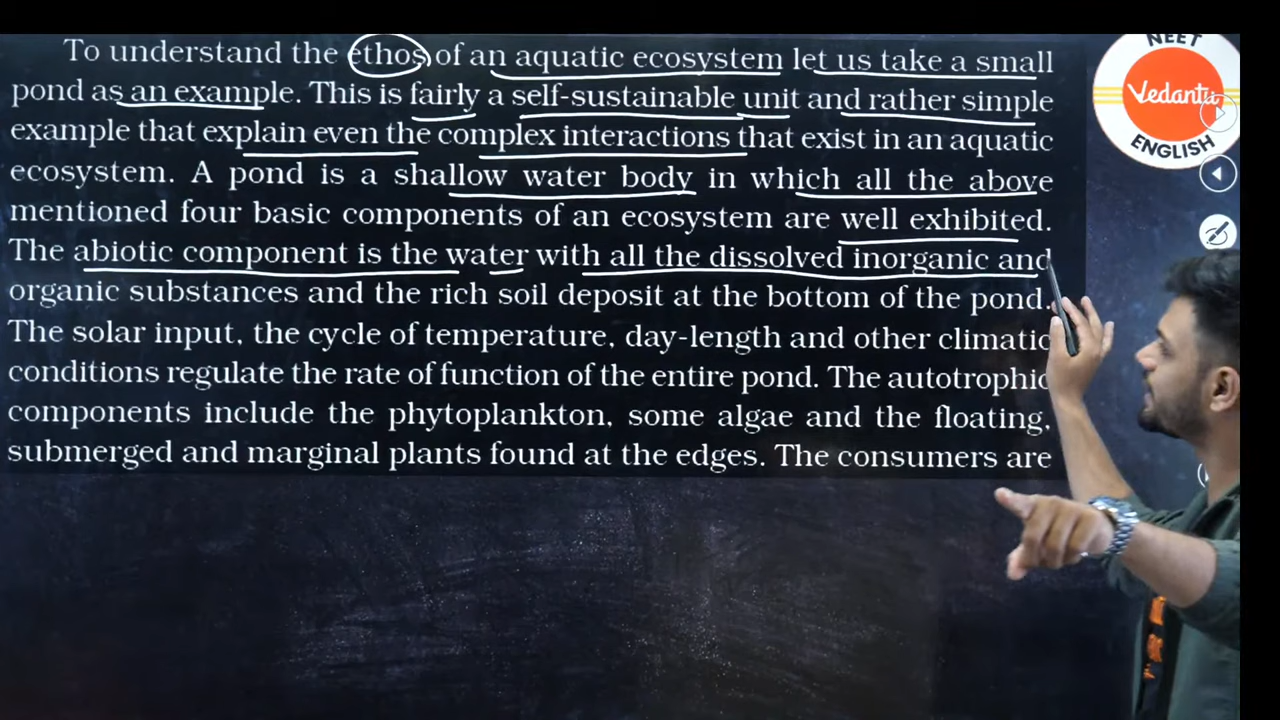 To understand the ethos of an aquatic ecosystem let us take a small
pond as an example. This is fairly a self-sustainable unit and rather simple
example that explain even the complex interactions that exist in an aquatic
ecosystem. A pond is a shallow water body in which all the above
mentioned four basic components of an ecosystem are well exhibited.
The abiotic component is the water with all the dissolved inorganic and
organic substances and the rich soil deposit at the bottom of the pond.
The solar input, the cycle of temperature, day-length and other climatic
conditions regulate the rate of function of the entire pond. The autotrophic
components include the phytoplankton, some algae and the floating,
submerged and marginal plants found at the edges. The consumers are
NEET
Vedantu
ENGLISH